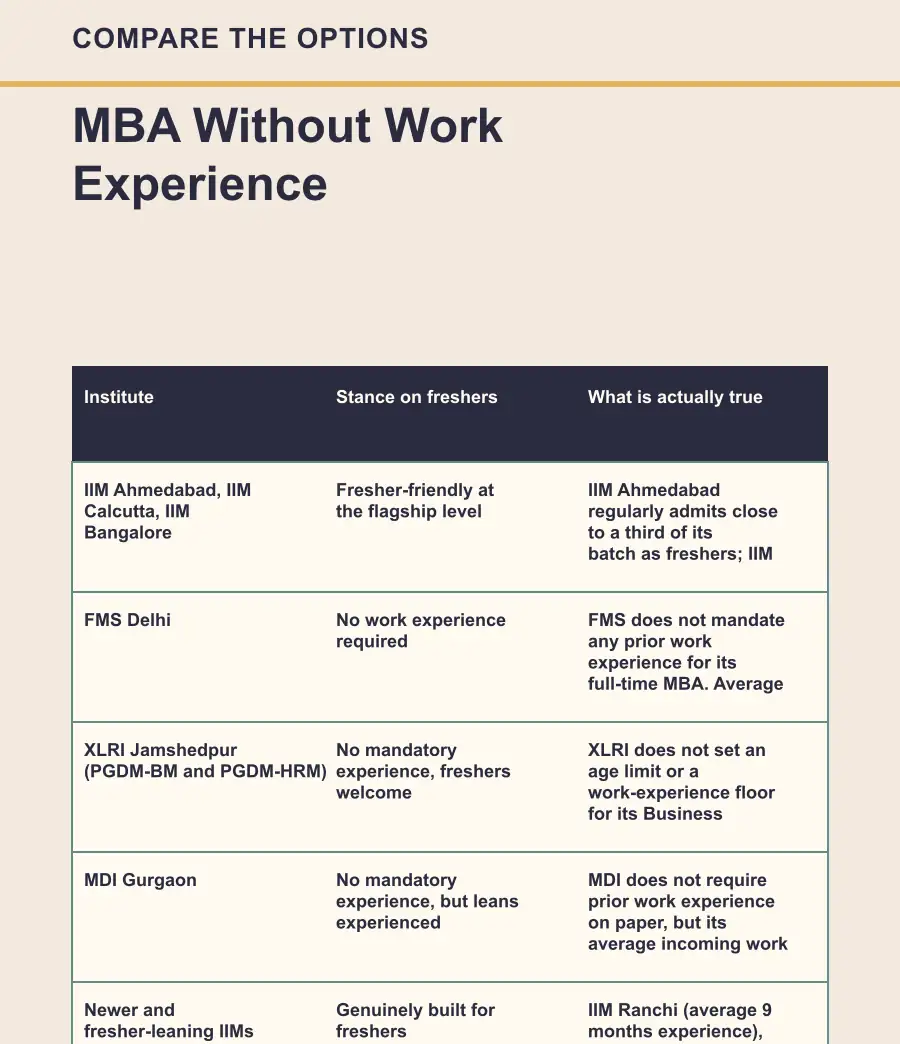 COMPARE THE OPTIONS
MBA Without Work
Experience
Institute
Stance on freshers
What is actually true
IIM Ahmedabad, IIM
Calcutta, IIM
Bangalore
Fresher-friendly at
the flagship level
IIM Ahmedabad
regularly admits close
to a third of its
batch as freshers; IIM
FMS Delhi
No work experience
required
FMS does not mandate
any prior work
experience for its
full-time MBA. Average
XLRI Jamshedpur
(PGDM-BM and PGDM-HRM)
No mandatory
experience, freshers
welcome
XLRI does not set an
age limit or a
work-experience floor
for its Business
MDI Gurgaon
No mandatory
experience, but leans
experienced
MDI does not require
prior work experience
on paper, but its
average incoming work
Newer and
fresher-leaning IIMs
Genuinely built for
freshers
IIM Ranchi (average 9
months experience),